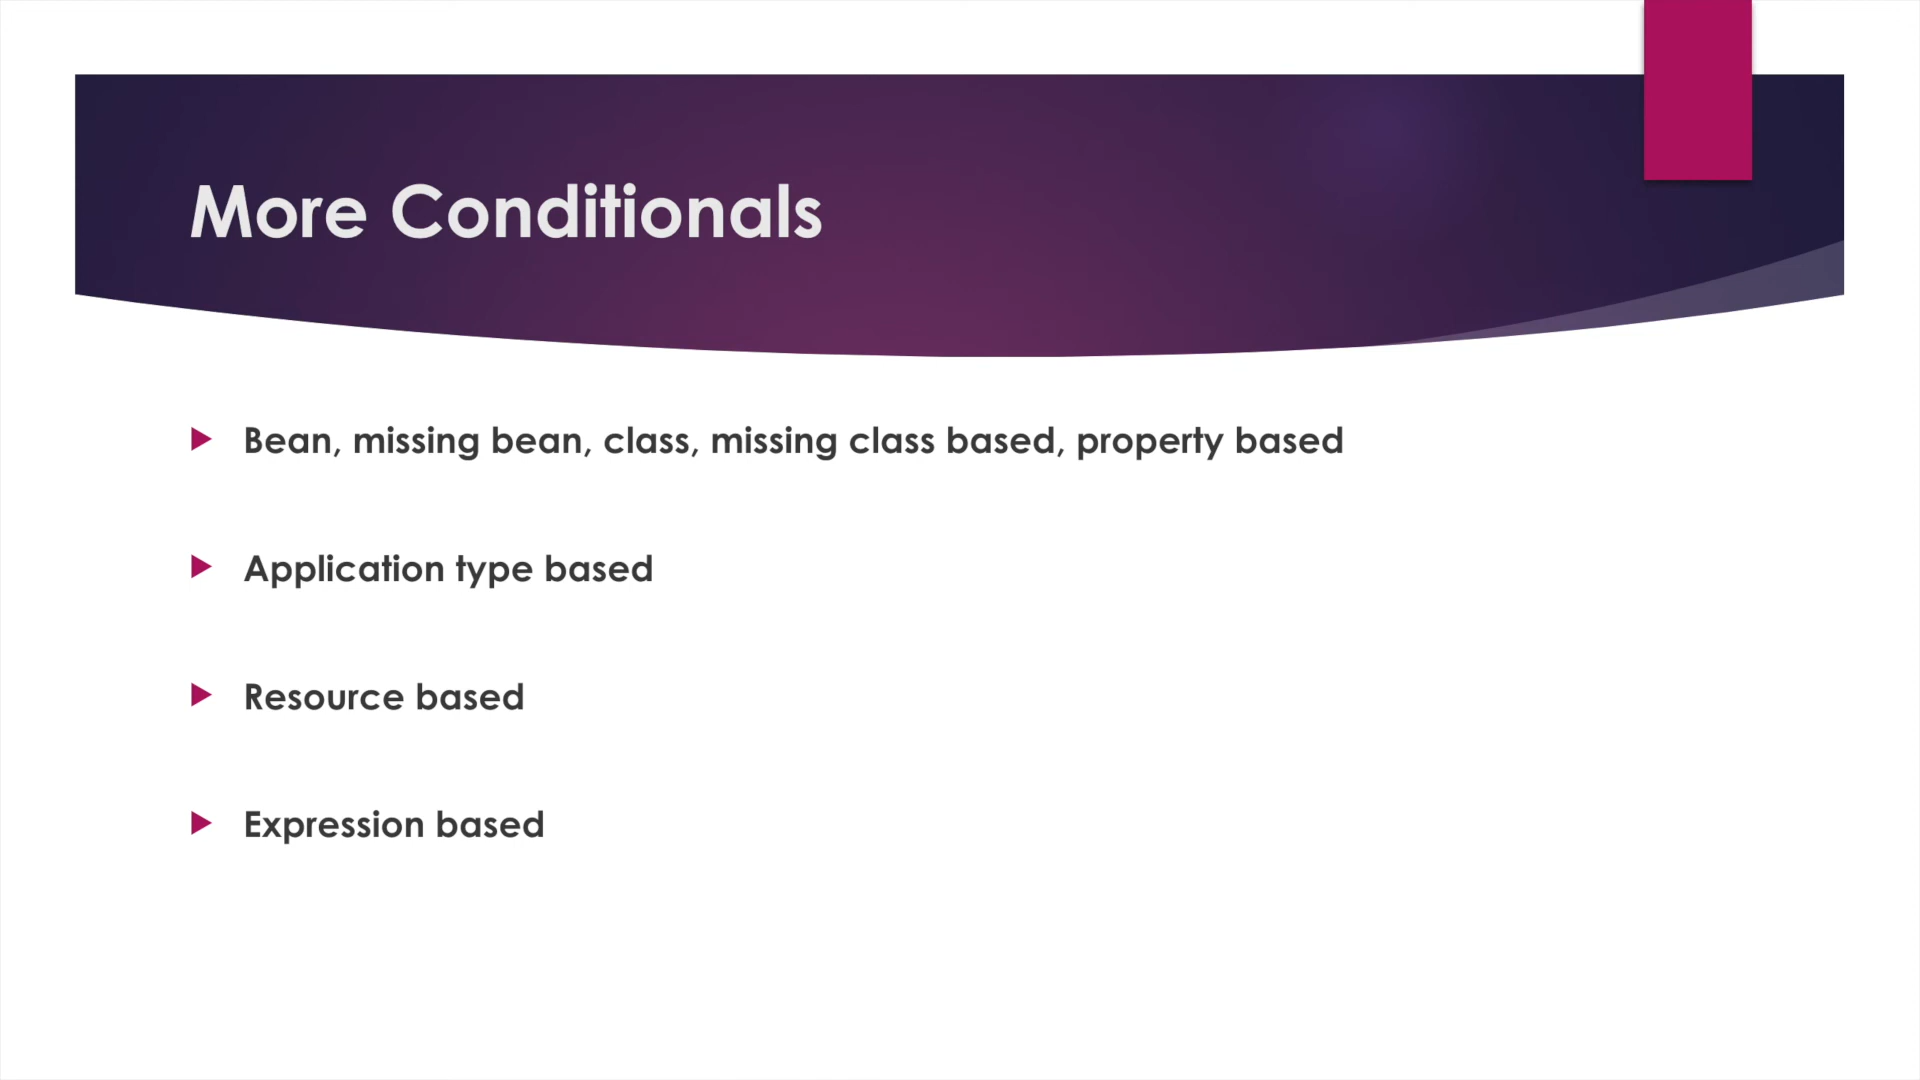 More Conditionals
Bean, missing bean, class, missing class based, property based
Application type based
Resource based
Expression based